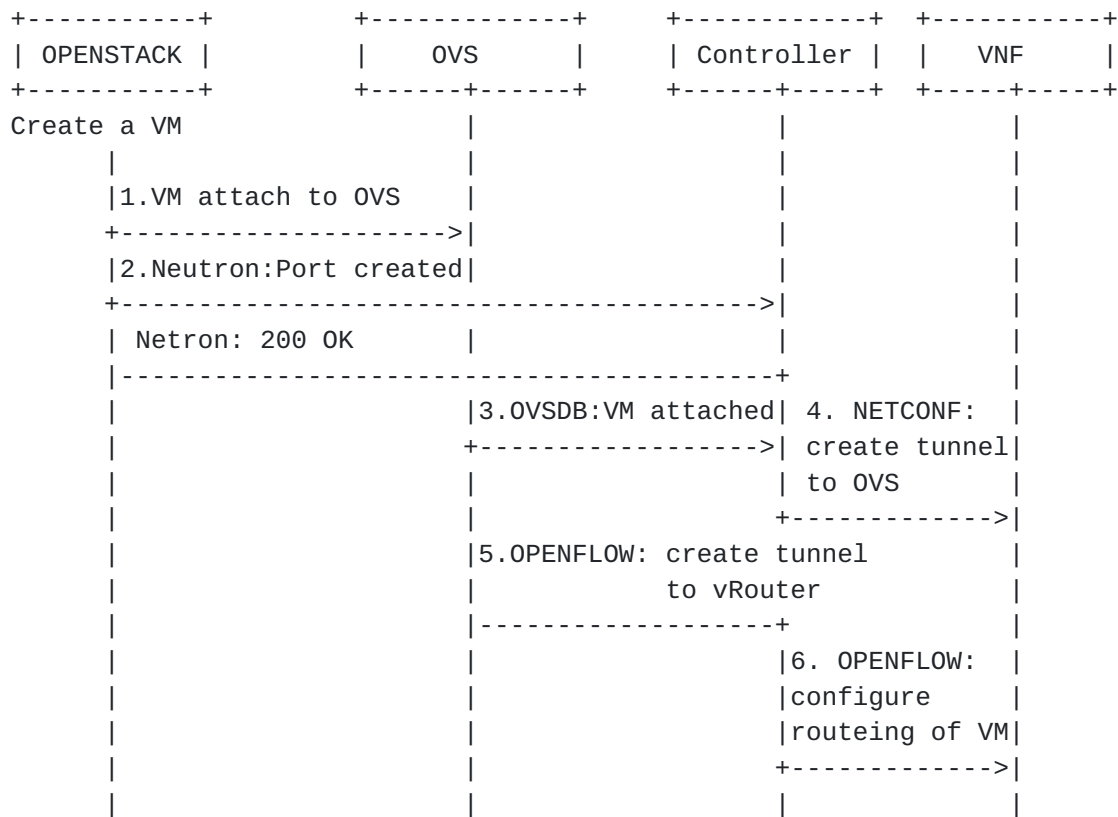 OPENSTACK OVS Controller VNF
Create a VM
1.VM attach to OVS
2.Neutron:Port created
Netron: 200 OK
3.OVSDB:VM attached 4. NETCONF:
create tunnel
to OVS
5.OPENFLOW: create tunnel
to vRouter
6. OPENFLOW:
configure
routeing of VM